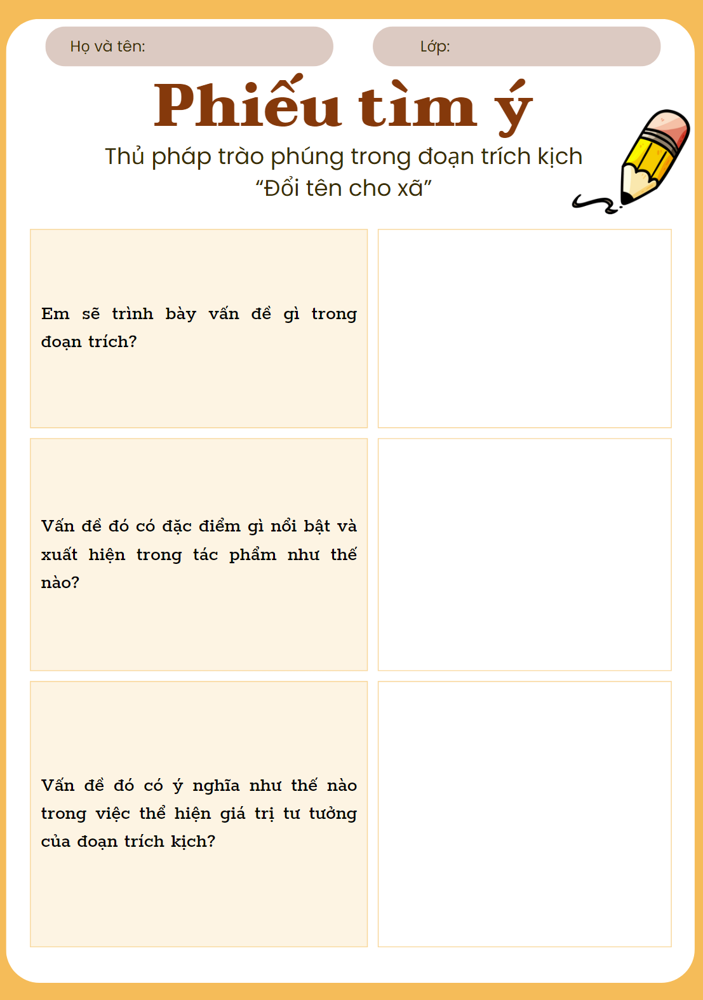 Họ và tên:
Lớp:
Phiếu tìm ý
Thủ pháp trào phúng trong đoạn trích kịch
“Đổi tên cho xã”
Em sẽ trình bày vấn đề gì trong
đoạn trích?
Vấn đề đó có đặc điểm gì nổi bật và
xuất hiện trong tác phẩm như thế
nào?
Vấn đề đó có ý nghĩa như thế nào
trong việc thể hiện giá trị tư tưởng
của đoạn trích kịch?